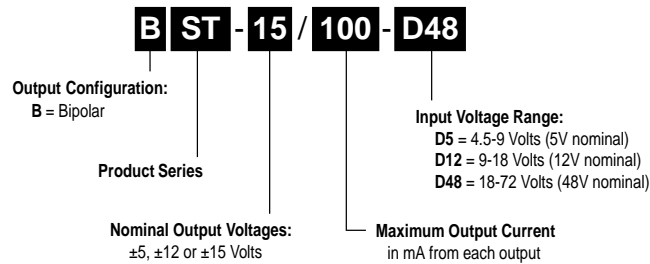 B ST - 15 / 100 - D48
Output Configuration:
B = Bipolar
Product Series
Nominal Output Voltages:
±5, ±12 or ±15 Volts
Input Voltage Range:
D5 = 4.5-9 Volts (5V nominal)
D12 = 9-18 Volts (12V nominal)
D48 = 18-72 Volts (48V nominal)
Maximum Output Current
in mA from each output